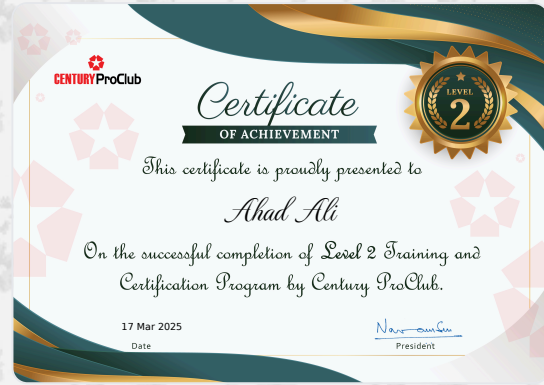 CENTURY ProClub
Certificate
OF ACHIEVEMENT
LEVEL
2
This certificate is proudly presented to
Ahad Ali
On the successful completion of Level 2 Training and
Certification Program by Century ProClub.
17 Mar 2025
Date
President